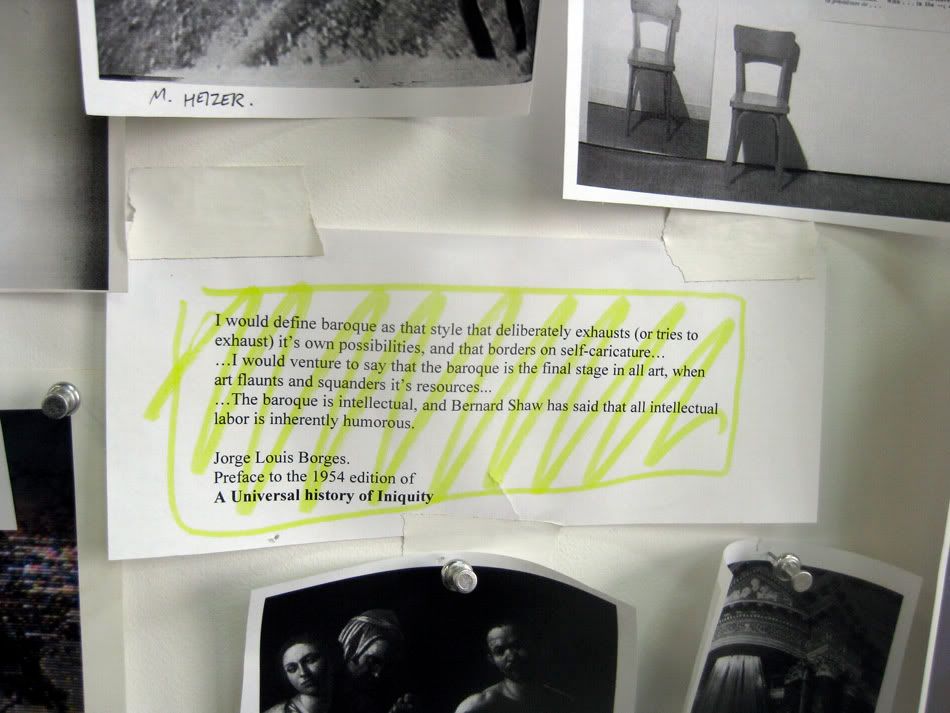 M. HEIZER.
I would define baroque as that style that deliberately exhausts (or tries to
exhaust) it's own possibilities, and that borders on self-caricature…
…I would venture to say that the baroque is the final stage in all art, when
art flaunts and squanders it's resources...
…The baroque is intellectual, and Bernard Shaw has said that all intellectual
labor is inherently humorous.
Jorge Louis Borges.
Preface to the 1954 edition of
A Universal history of Iniquity